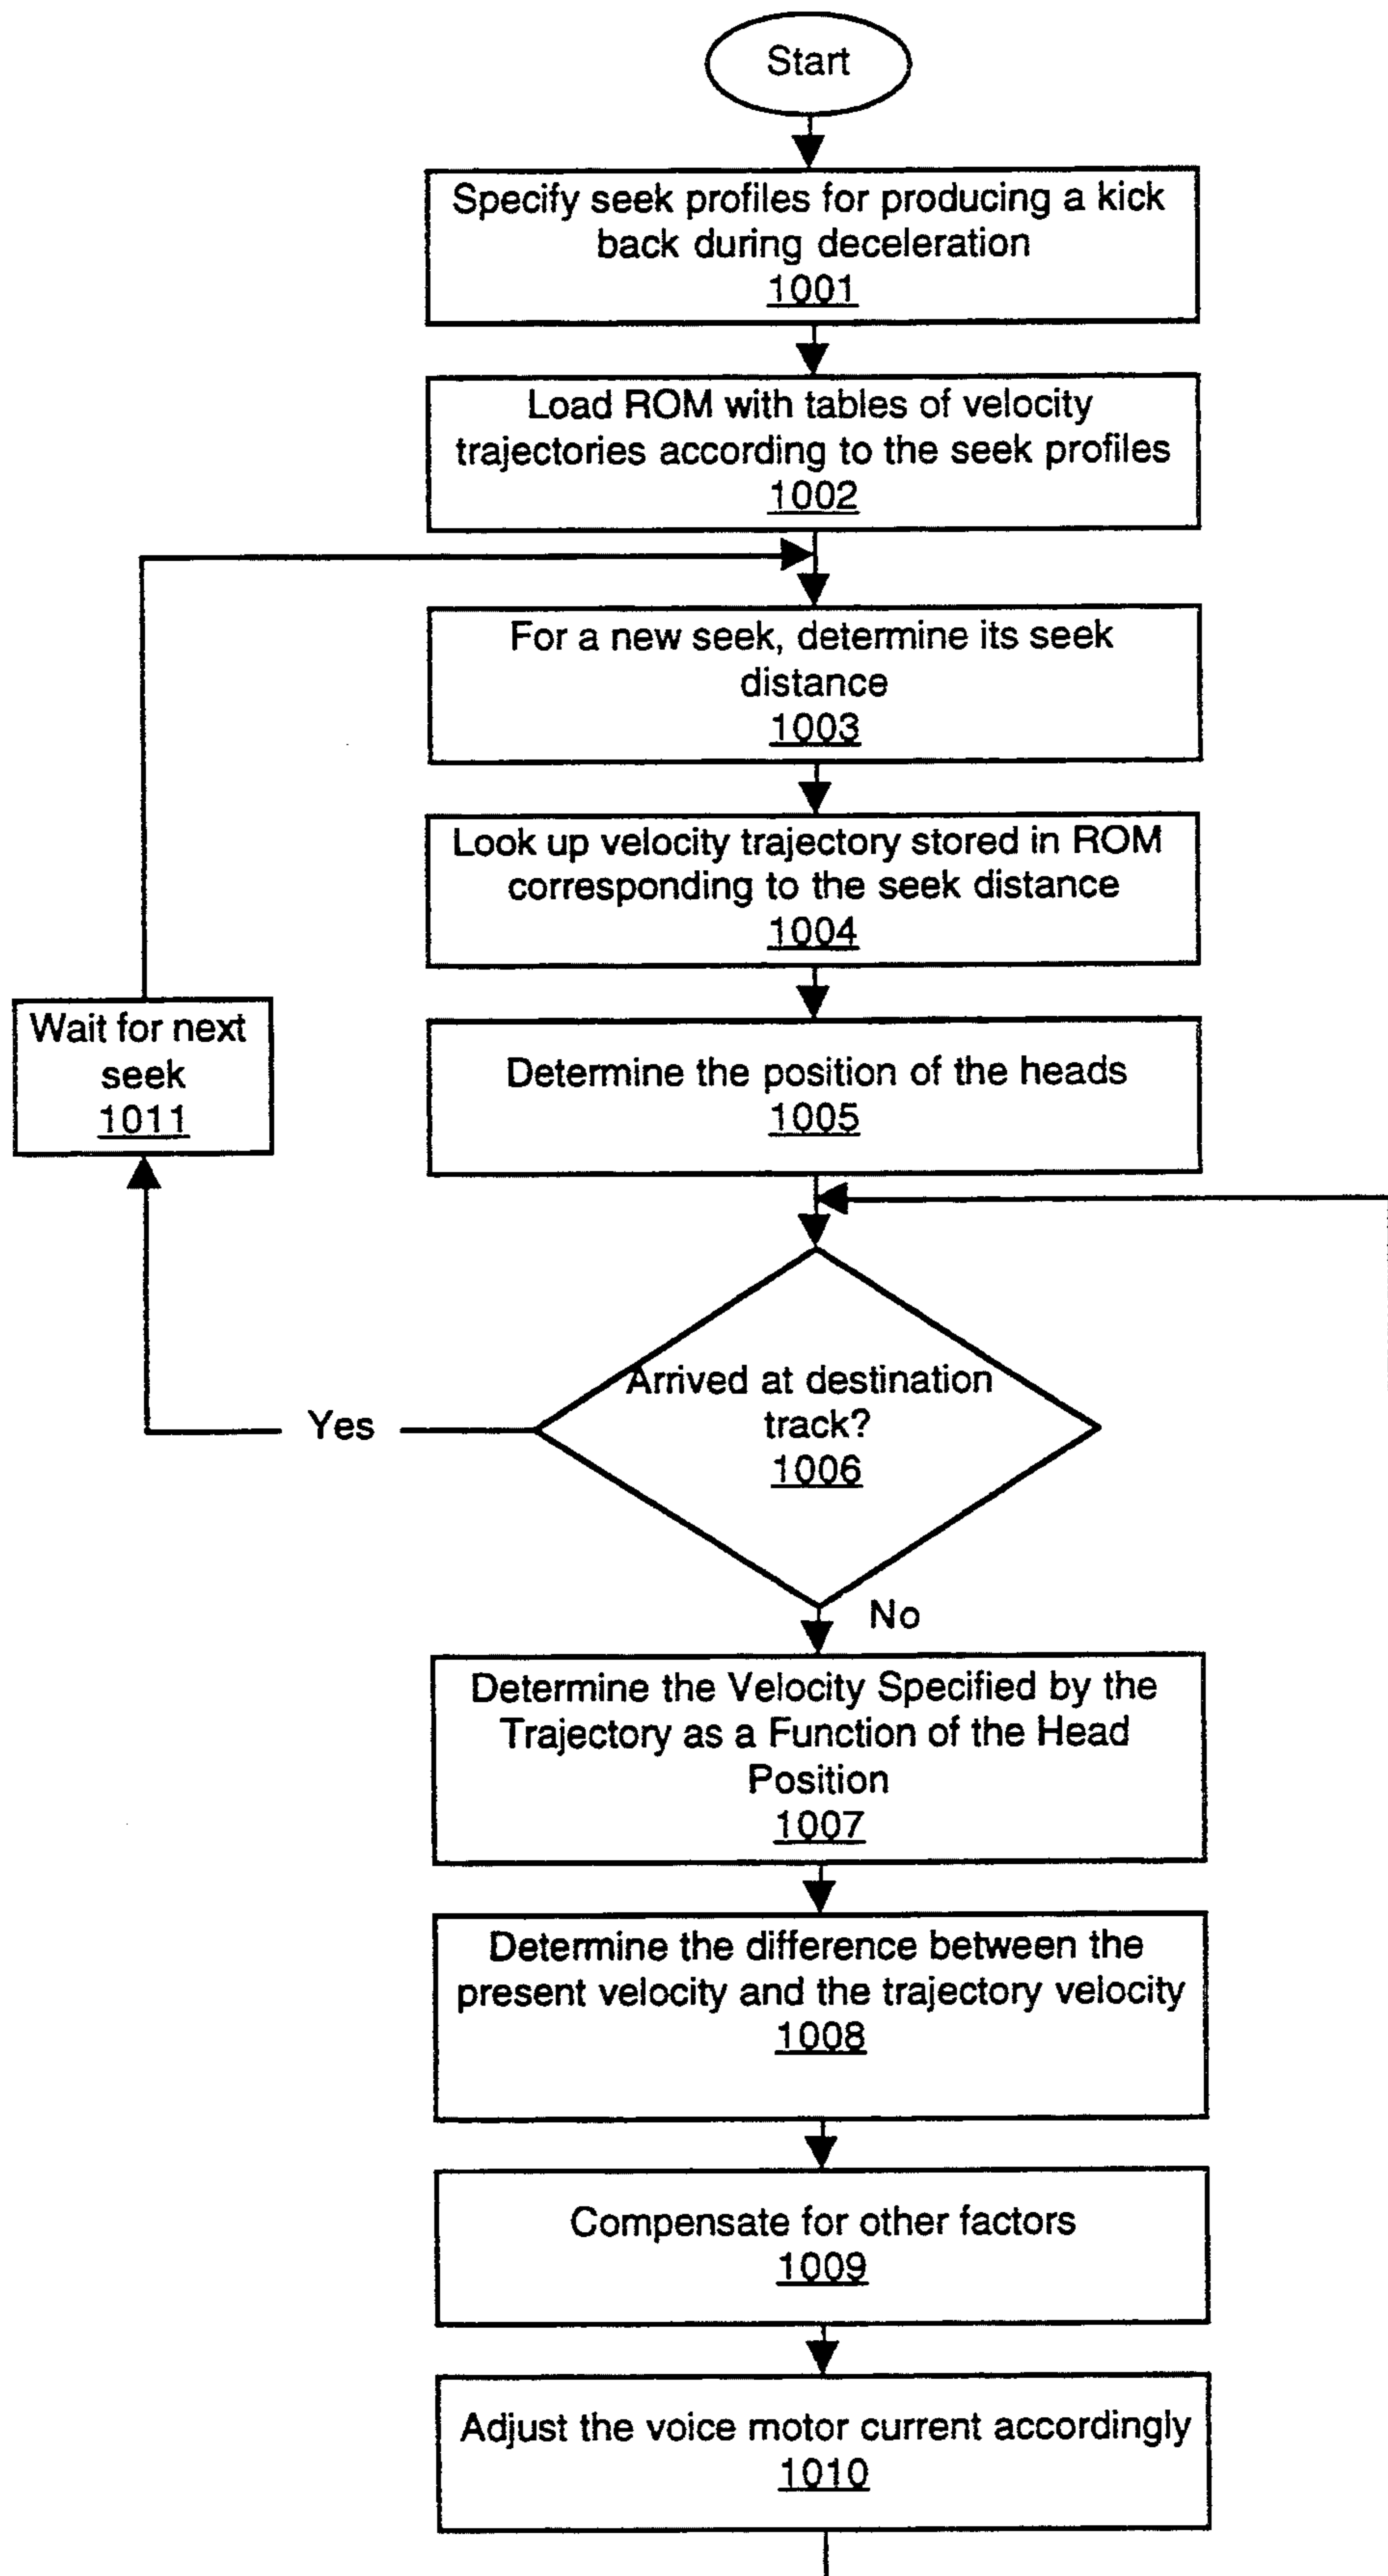 Start
Specify seek profiles for producing a kick
back during deceleration
1001
Load ROM with tables of velocity
trajectories according to the seek profiles
1002
For a new seek, determine its seek
distance
1003
Look up velocity trajectory stored in ROM
corresponding to the seek distance
1004
Wait for next
seek
1011
Determine the position of the heads
1005
Arrived at destination
track?
1006
Yes
No
Determine the Velocity Specified by the
Trajectory as a Function of the Head
Position
1007
Determine the difference between the
present velocity and the trajectory velocity
1008
Compensate for other factors
1009
Adjust the voice motor current accordingly
1010